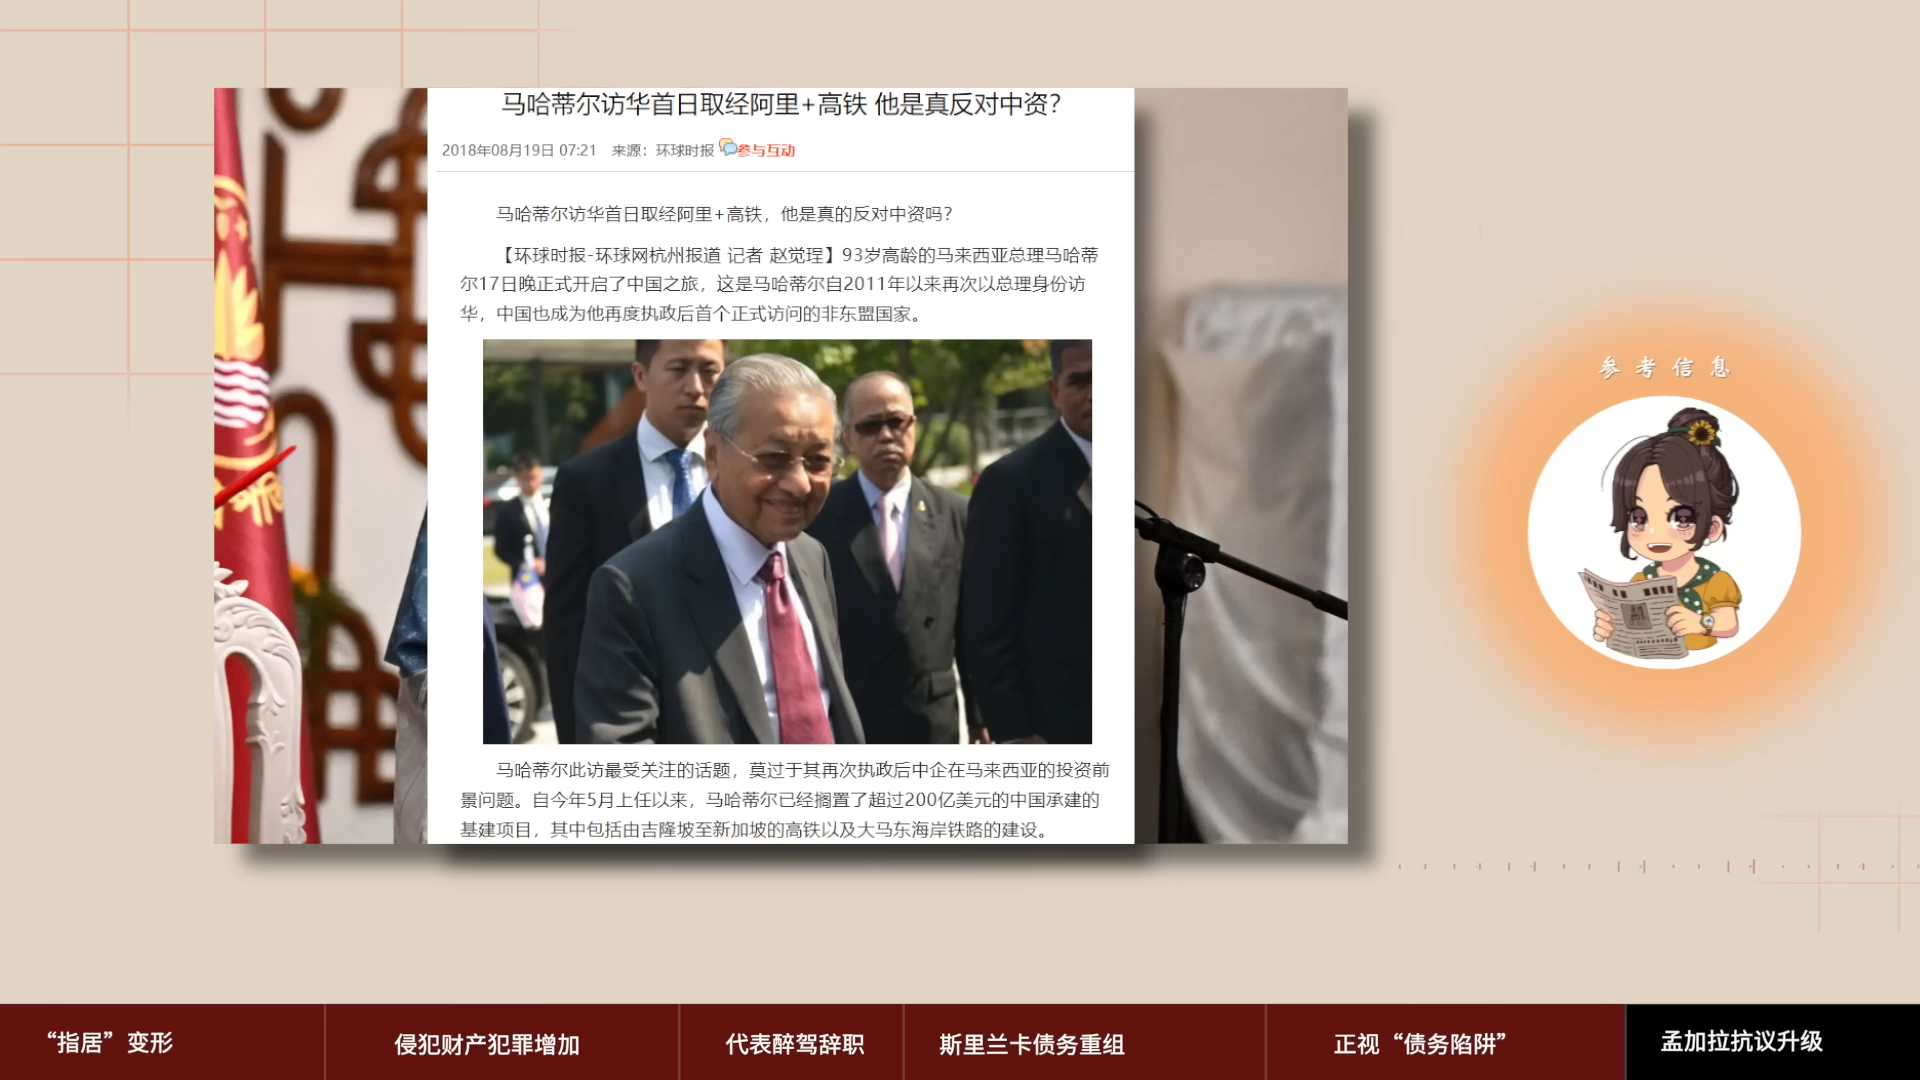 马哈蒂尔访华首日取经阿里+高铁 他是真反对中资?
2018年08月19日 07:21 来源：环球时报 参与互动
马哈蒂尔访华首日取经阿里+高铁，他是真的反对中资吗?
【环球时报-环球网杭州报道 记者 赵觉珵】93岁高龄的马来西亚总理马哈蒂
尔17日晚正式开启了中国之旅，这是马哈蒂尔自2011年以来再次以总理身份访
华，中国也成为他再度执政后首个正式访问的非东盟国家。
马哈蒂尔此访最受关注的话题，莫过于其再次执政后中企在马来西亚的投资前
景问题。自今年5月上任以来，马哈蒂尔已经搁置了超过200亿美元的中国承建的
基建项目，其中包括由吉隆坡至新加坡的高铁以及大马东海岸铁路的建设。
参考信息
“指居”变形
侵犯财产犯罪增加
代表醉驾辞职
斯里兰卡债务重组
正视“债务陷阱”
孟加拉抗议升级